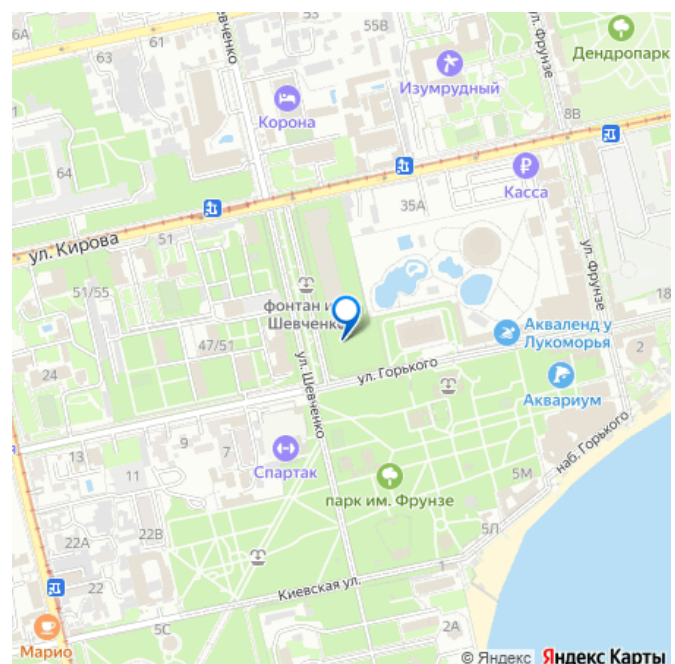 53
55В
6А
61
63
ул. Фрунзе
Дендропарк
Изумрудный
8В
Корона
64
Касса
35А
51
ул. Кирова
ул. Фрунзе
51/55
18
фонтан и
Шевченко
Акваленд у
Лукоморья
47/51
2
24
ул. Горького
Аквариум
ул. Шевченко
9
7
13
11
Спартак
5М
наб. Горького
парк им. Фрунзе
22В
22А
5Л
22
Киевская ул.
1
5С
2А
Марио
© Яндекс Яндекс Карты